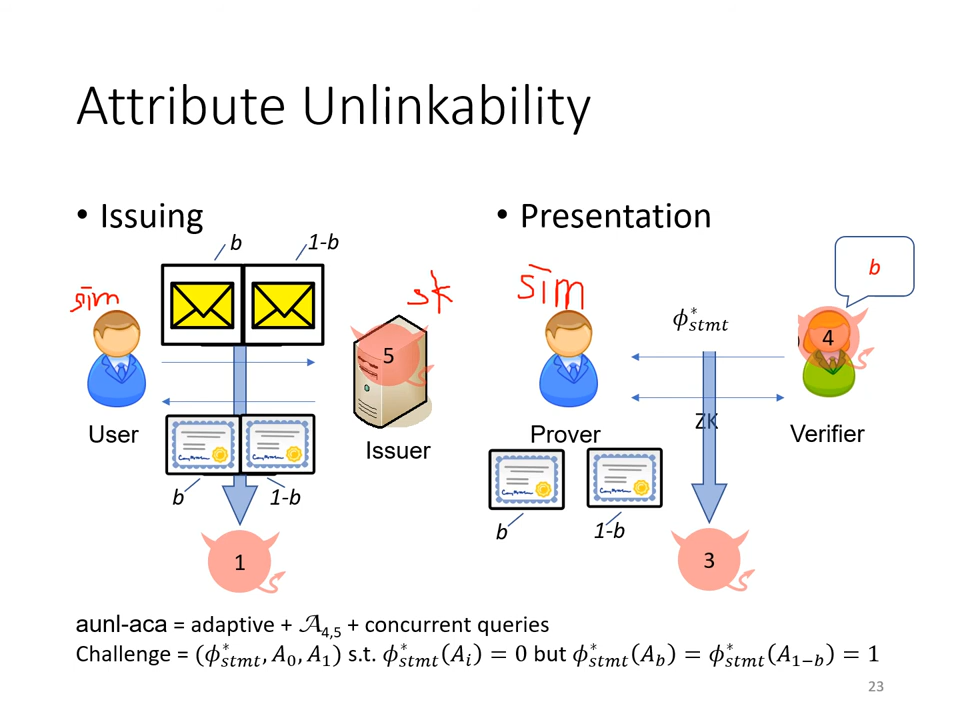 Attribute Unlinkability
• Issuing
b
1-b
sim
sk
5
User
Issuer
b
1-b
1
• Presentation
b
sim
ϕ*stmt
4
ZK
Prover
Verifier
b
1-b
3
aunl-aca = adaptive + 𝒜4,5 + concurrent queries
Challenge = (ϕ*stmt, A0, A1) s.t. ϕ*stmt(Ai) = 0 but ϕ*stmt(Ab) = ϕ*stmt(A1−b) = 1
23